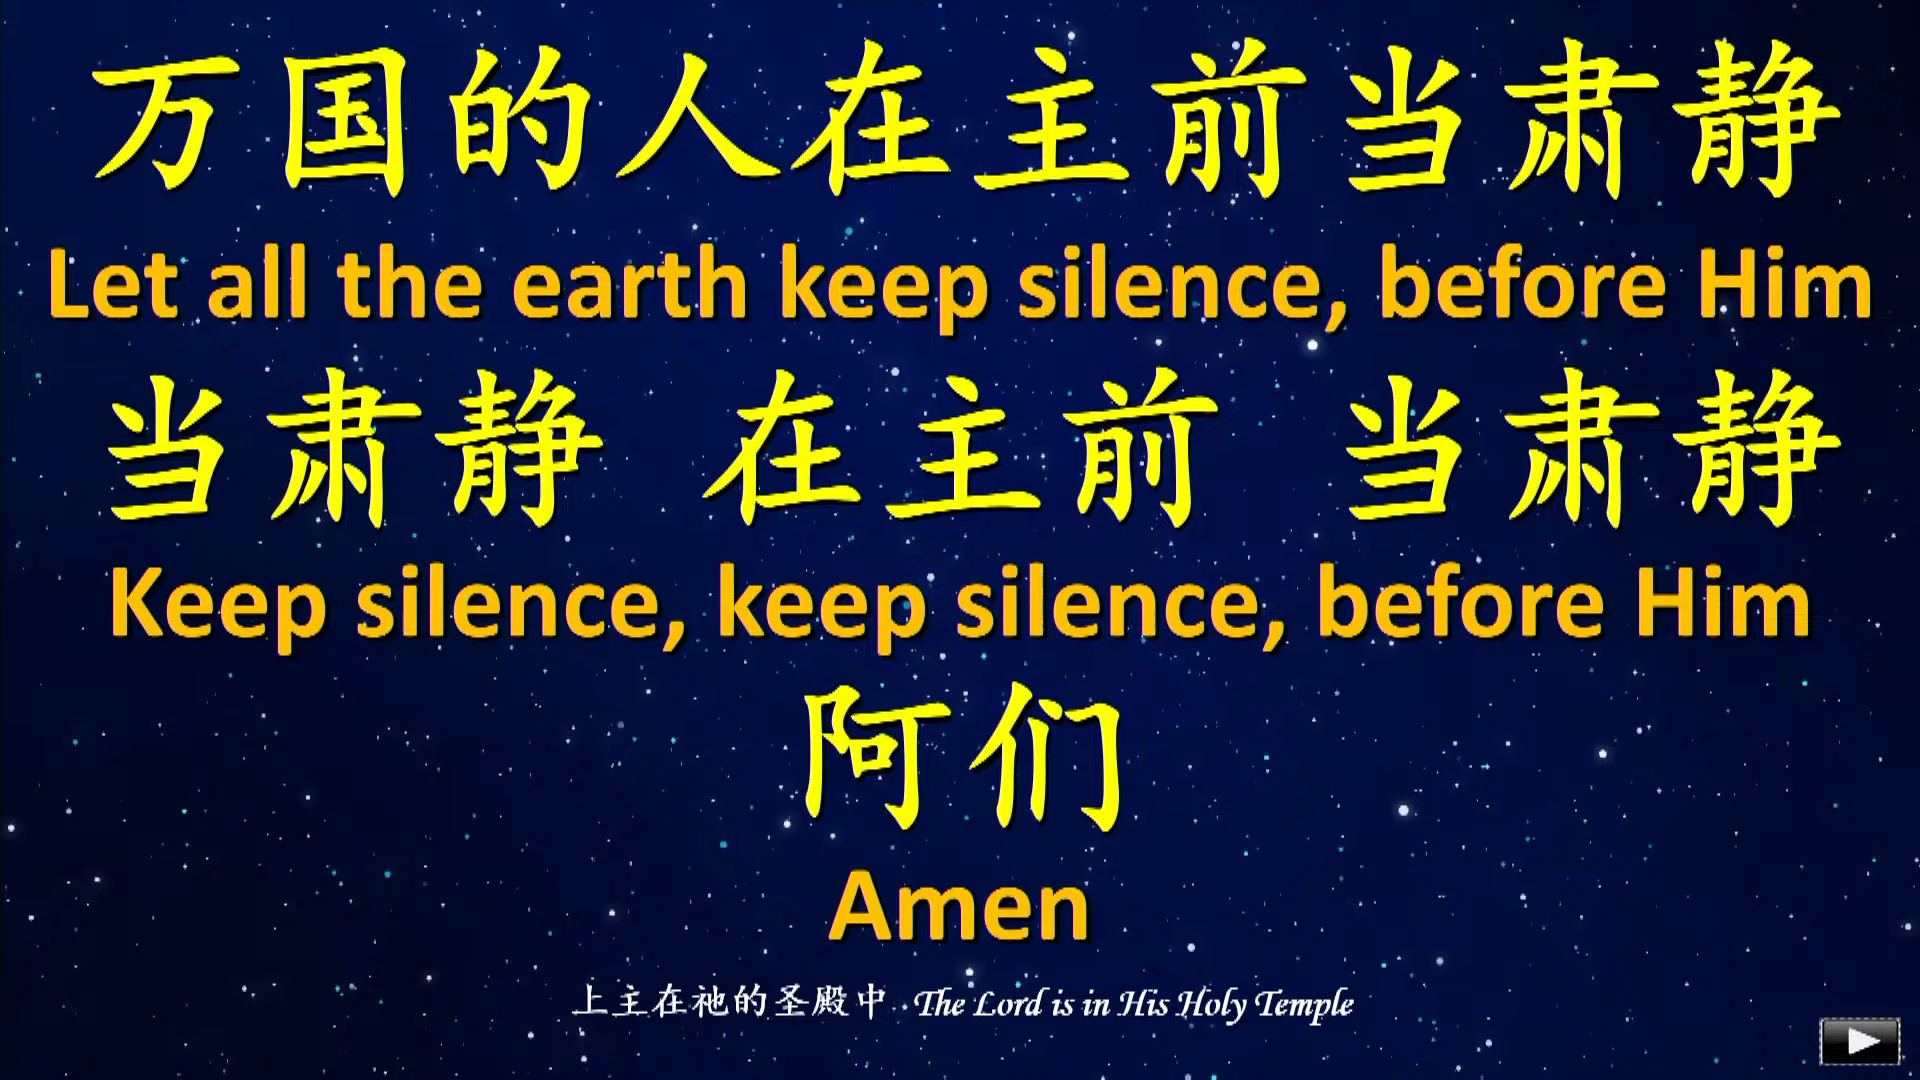 万国的人在主前当肃静
Let all the earth keep silence, before Him
当肃静 在主前 当肃静
Keep silence, keep silence, before Him
阿们
Amen
上主在祂的圣殿中 The Lord is in His Holy Temple